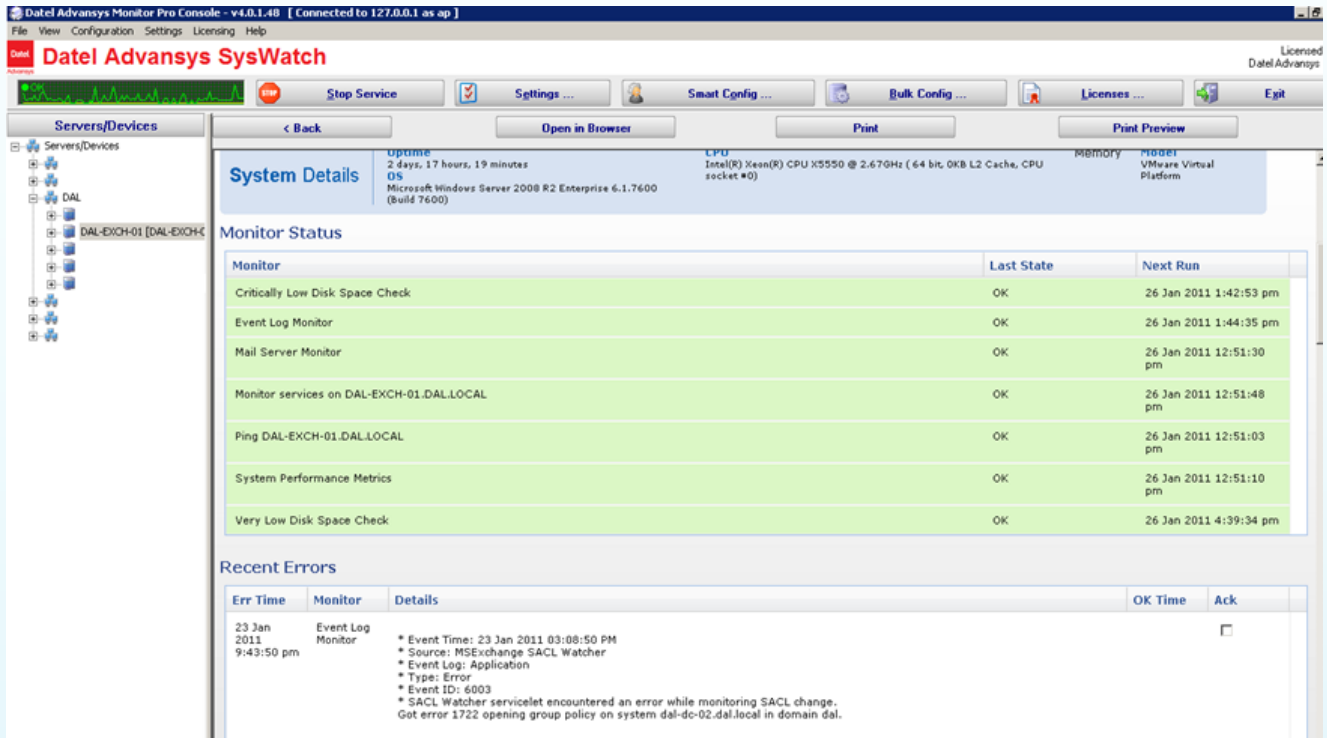 Datel Advansys Monitor Pro Console - v4.0.1.48 [ Connected to 127.0.0.1 as ap ]
File View Configuration Settings Licensing Help
Datel
Advansys
Datel Advansys SysWatch
Licensed
Datel Advansys
OK
STOP
Stop Service
Settings ...
Smart Config ...
Bulk Config ...
Licenses ...
Exit
Servers/Devices
< Back
Open in Browser
Print
Print Preview
Servers/Devices
DAL
DAL-EXCH-01 [DAL-EXCH-0
System Details
Uptime
2 days, 17 hours, 19 minutes
OS
Microsoft Windows Server 2008 R2 Enterprise 6.1.7600
(Build 7600)
CPU
Intel(R) Xeon(R) CPU X5550 @ 2.67GHz ( 64 bit, 0KB L2 Cache, CPU
socket #0)
Memory
Model
VMware Virtual
Platform
Monitor Status
Monitor Last State Next Run
Critically Low Disk Space Check OK 26 Jan 2011 1:42:53 pm
Event Log Monitor OK 26 Jan 2011 1:44:35 pm
Mail Server Monitor OK 26 Jan 2011 12:51:30
pm
Monitor services on DAL-EXCH-01.DAL.LOCAL OK 26 Jan 2011 12:51:48
pm
Ping DAL-EXCH-01.DAL.LOCAL OK 26 Jan 2011 12:51:03
pm
System Performance Metrics OK 26 Jan 2011 12:51:10
pm
Very Low Disk Space Check OK 26 Jan 2011 4:39:34 pm
Recent Errors
Err Time Monitor Details OK Time Ack
23 Jan
2011
9:43:50 pm
Event Log
Monitor
* Event Time: 23 Jan 2011 03:08:50 PM
* Source: MSExchange SACL Watcher
* Event Log: Application
* Type: Error
* Event ID: 6003
* SACL Watcher servicelet encountered an error while monitoring SACL change.
Got error 1722 opening group policy on system dal-dc-02.dal.local in domain dal.